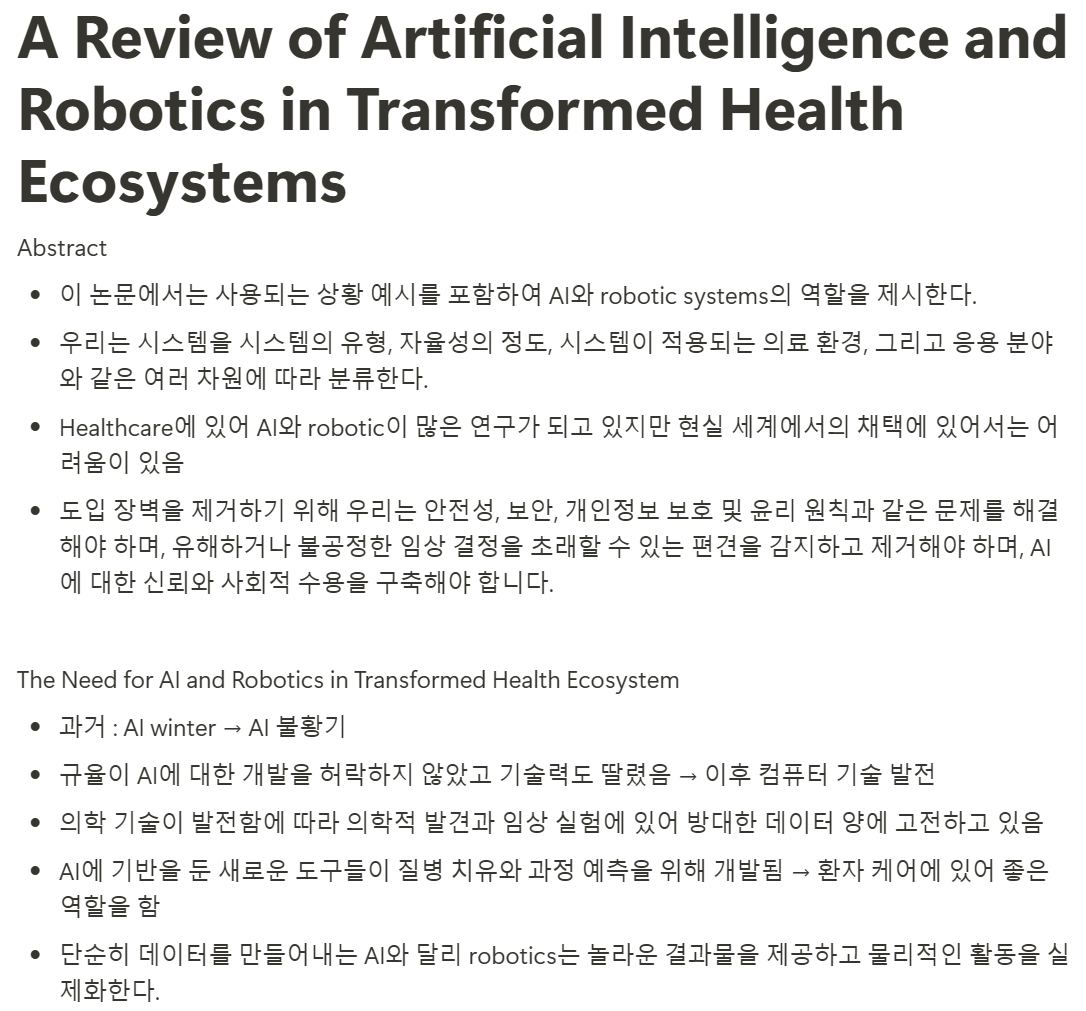 A Review of Artificial Intelligence and
Robotics in Transformed Health
Ecosystems
Abstract
• 이 논문에서는 사용되는 상황 예시를 포함하여 AI와 robotic systems의 역할을 제시한다.
• 우리는 시스템을 시스템의 유형, 자율성의 정도, 시스템이 적용되는 의료 환경, 그리고 응용 분야
와 같은 여러 차원에 따라 분류한다.
• Healthcare에 있어 AI와 robotic이 많은 연구가 되고 있지만 현실 세계에서의 채택에 있어서는 어
려움이 있음
• 도입 장벽을 제거하기 위해 우리는 안전성, 보안, 개인정보 보호 및 윤리 원칙과 같은 문제를 해결
해야 하며, 유해하거나 불공정한 임상 결정을 초래할 수 있는 편견을 감지하고 제거해야 하며, AI
에 대한 신뢰와 사회적 수용을 구축해야 합니다.
The Need for AI and Robotics in Transformed Health Ecosystem
• 과거 : AI winter → AI 불황기
• 규율이 AI에 대한 개발을 허락하지 않았고 기술력도 딸렸음 → 이후 컴퓨터 기술 발전
• 의학 기술이 발전함에 따라 의학적 발견과 임상 실험에 있어 방대한 데이터 양에 고전하고 있음
• AI에 기반을 둔 새로운 도구들이 질병 치유와 과정 예측을 위해 개발됨 → 환자 케어에 있어 좋은
역할을 함
• 단순히 데이터를 만들어내는 AI와 달리 robotics는 놀라운 결과물을 제공하고 물리적인 활동을 실
제화한다.